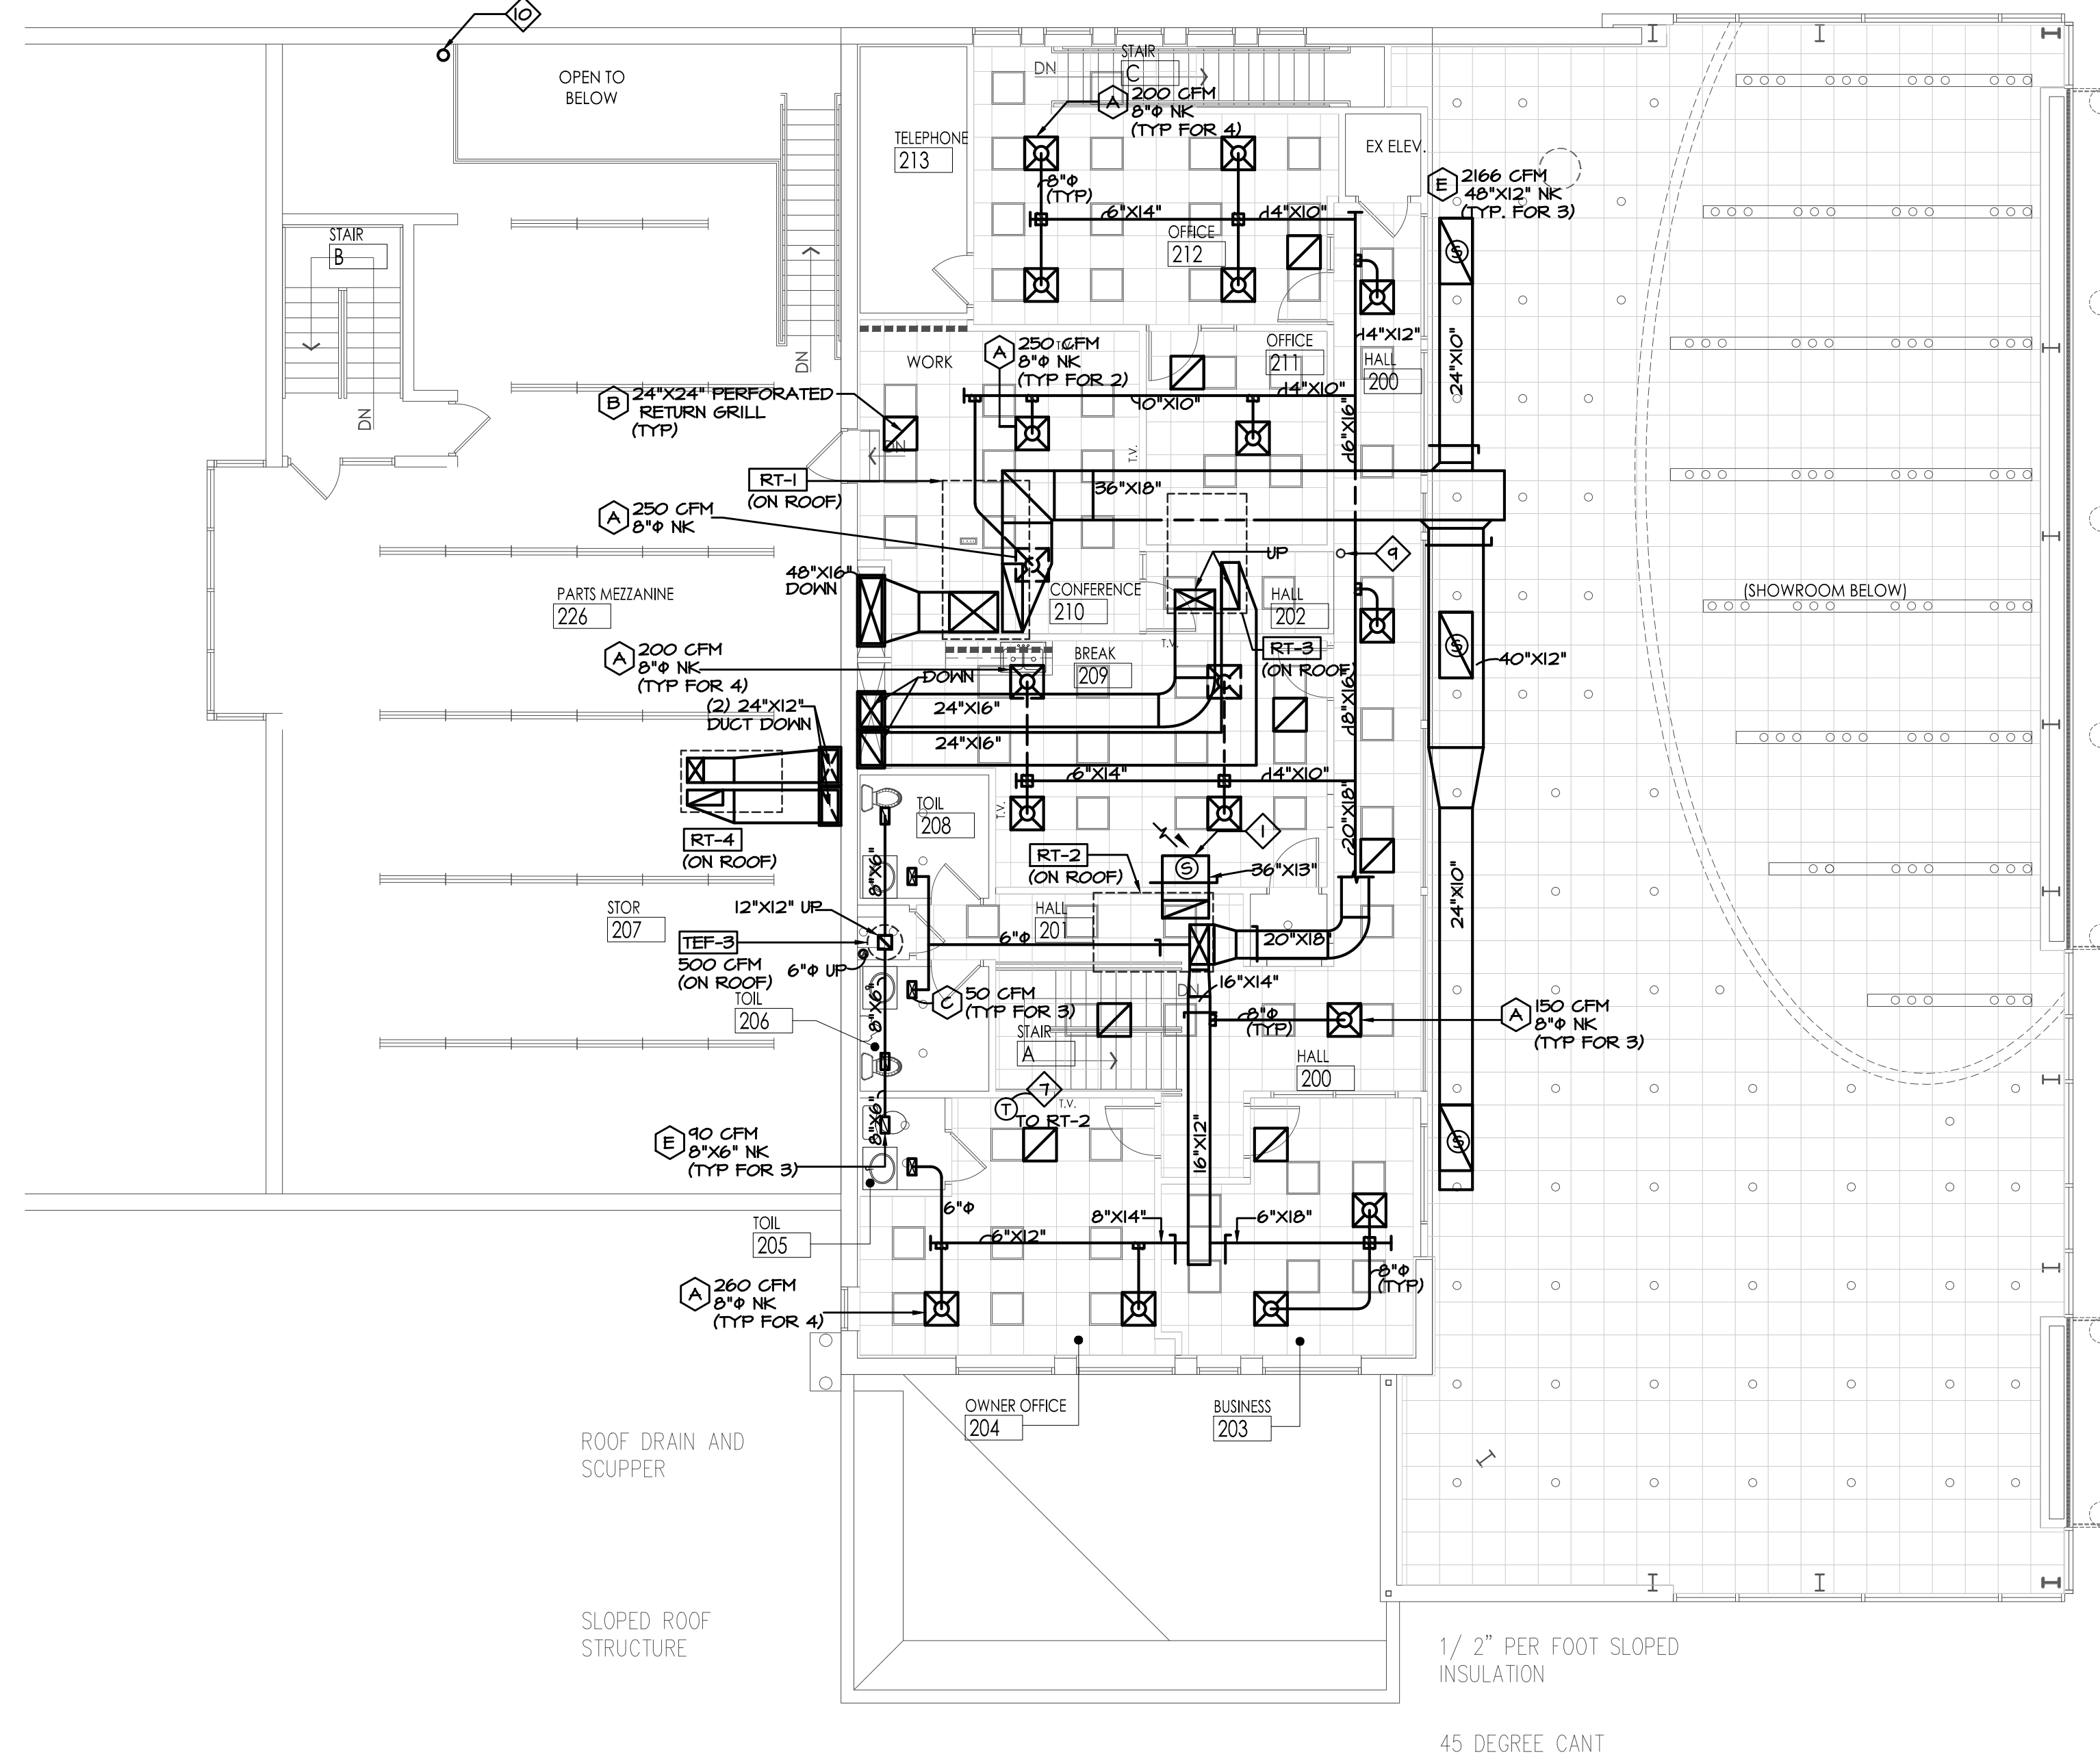 10
OPEN TO
BELOW
STAIR
C
DN
A
200 CFM
8"Φ NK
(TYP FOR 4)
TELEPHONE
213
EX ELEV.
8"Φ
(TYP)
6"X14"
14"X10"
OFFICE
212
E
2166 CFM
48"X12" NK
(TYP. FOR 3)
S
STAIR
B
DN
DN
14"X12"
24"X10"
WORK
A
250 CFM
8"Φ NK
(TYP FOR 2)
T.V.
OFFICE
211
HALL
200
B
24"X24" PERFORATED
RETURN GRILL
(TYP)
10"X10"
14"X10"
16"X16"
DN
T.V.
RT-1
(ON ROOF)
36"X18"
A
250 CFM
8"Φ NK
UP
9
48"X16"
DOWN
CONFERENCE
210
HALL
202
PARTS MEZZANINE
226
(SHOWROOM BELOW)
S
40"X12"
A
200 CFM
8"Φ NK
(TYP FOR 4)
BREAK
209
T.V.
RT-3
(ON ROOF)
DOWN
24"X16"
24"X16"
18"X16"
(2) 24"X12"
DUCT DOWN
6"X14"
14"X10"
20"X18"
T.V.
TOIL
208
RT-4
(ON ROOF)
1
RT-2
(ON ROOF)
S
36"X13"
8"X6"
24"X10"
STOR
207
12"X12" UP
HALL
201
TEF-3
500 CFM
(ON ROOF)
6"Φ UP
6"Φ
20"X18"
TOIL
206
8"X6"
C
50 CFM
(TYP FOR 3)
DN
16"X14"
8"Φ
(TYP)
A
150 CFM
8"Φ NK
(TYP FOR 3)
STAIR
A
HALL
200
7
T
T.V.
TO RT-2
8"X6"
E
90 CFM
8"X6" NK
(TYP FOR 3)
16"X12"
S
TOIL
205
6"Φ
6"X12"
8"X14"
6"X18"
8"Φ
(TYP)
A
260 CFM
8"Φ NK
(TYP FOR 4)
OWNER OFFICE
204
BUSINESS
203
ROOF DRAIN AND
SCUPPER
SLOPED ROOF
STRUCTURE
1/ 2" PER FOOT SLOPED
INSULATION
45 DEGREE CANT